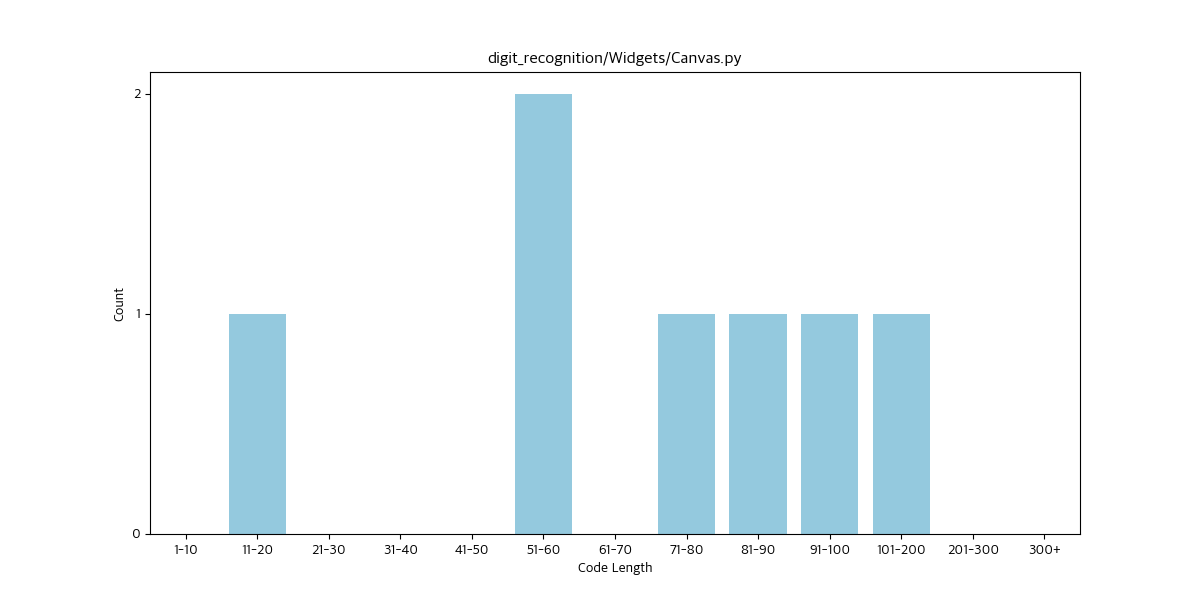 digit_recognition/Widgets/Canvas.py
2
1
0
Count
1-10 11-20 21-30 31-40 41-50 51-60 61-70 71-80 81-90 91-100 101-200 201-300 300+
Code Length